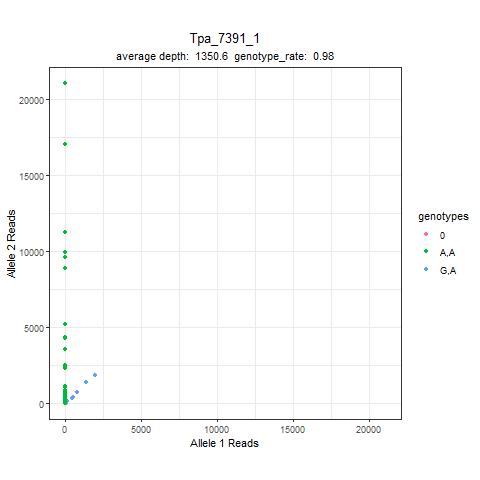 Tpa_7391_1
average depth: 1350.6 genotype_rate: 0.98
20000
15000
10000
5000
0
Allele 2 Reads
0 5000 10000 15000 20000
Allele 1 Reads
genotypes
0
A,A
G,A